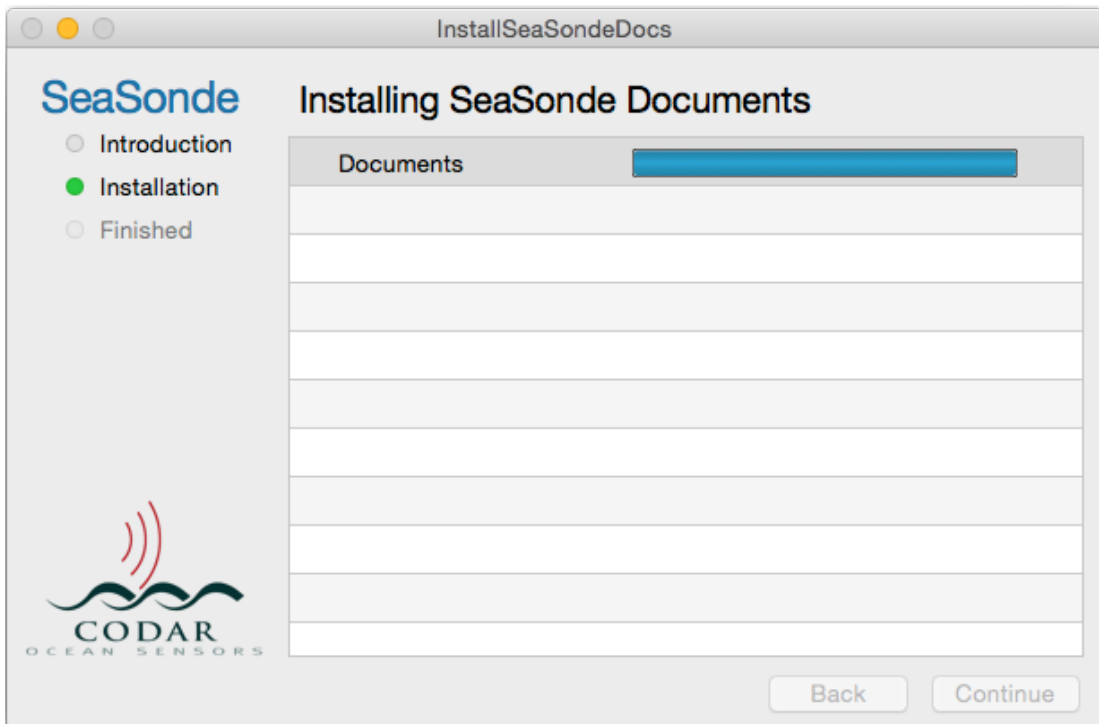 InstallSeaSondeDocs
SeaSonde
Introduction
Installation
Finished
Installing SeaSonde Documents
Documents
CODAR
OCEAN SENSORS
Back
Continue